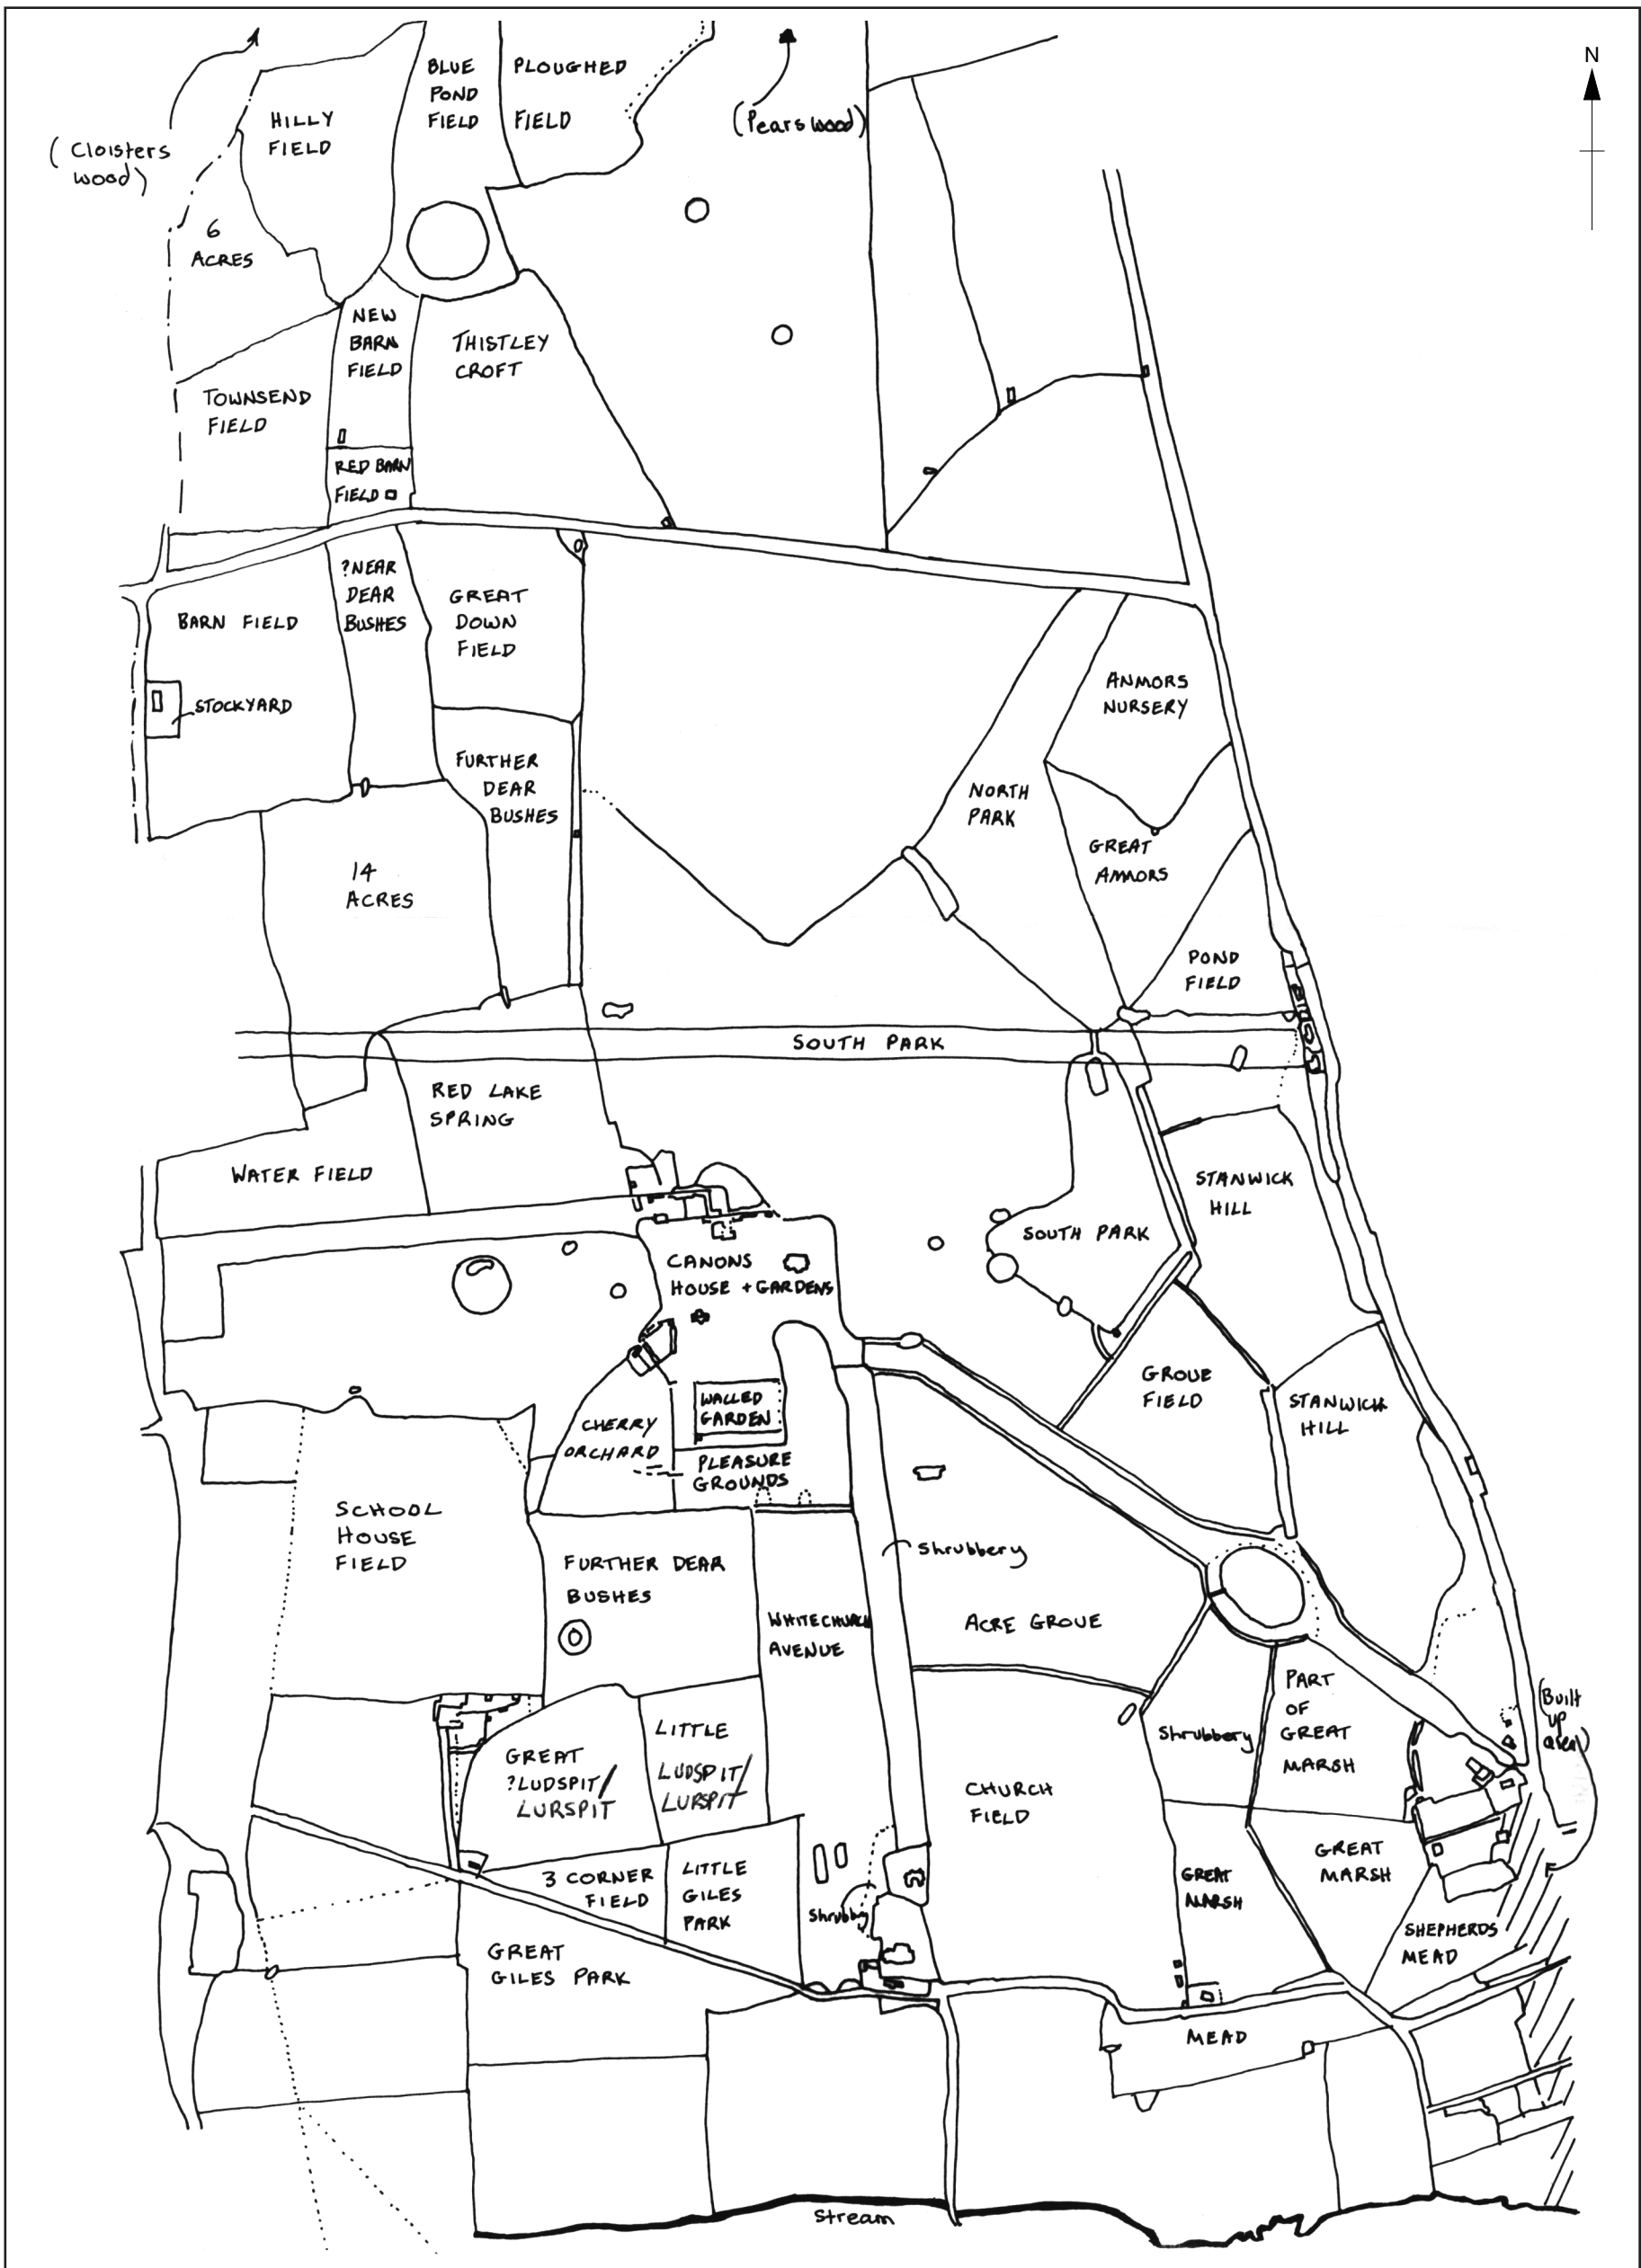 N
BLUE
POND
FIELD
PLOUGHED
FIELD
HILLY
FIELD
(Pears wood)
(Cloisters
wood)
6
ACRES
NEW
BARN
FIELD
THISTLEY
CROFT
TOWNSEND
FIELD
RED BARN
FIELD
?NEAR
DEAR
BUSHES
GREAT
DOWN
FIELD
BARN FIELD
STOCKYARD
ANMORS
NURSERY
FURTHER
DEAR
BUSHES
NORTH
PARK
GREAT
AMMORS
14
ACRES
POND
FIELD
SOUTH PARK
RED LAKE
SPRING
WATER FIELD
STANWICK
HILL
SOUTH PARK
CANONS
HOUSE + GARDENS
GROVE
FIELD
STANWICK
HILL
WALLED
GARDEN
CHERRY
ORCHARD
PLEASURE
GROUNDS
SCHOOL
HOUSE
FIELD
Shrubbery
FURTHER DEAR
BUSHES
WHITECHURCH
AVENUE
ACRE GROVE
PART
OF
GREAT
MARSH
Shrubbery
(Built
up
area)
GREAT
?LUDSPIT/
LURSPIT
LITTLE
LUDSPIT/
LURSPIT
CHURCH
FIELD
GREAT
MARSH
GREAT
MARSH
3 CORNER
FIELD
LITTLE
GILES
PARK
Shrubby
SHEPHERDS
MEAD
GREAT
GILES PARK
MEAD
Stream